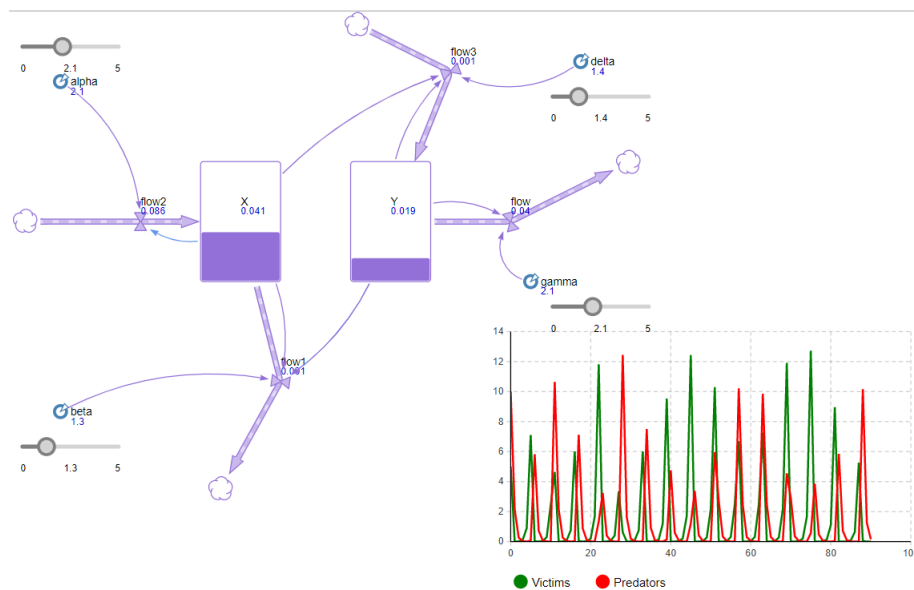 flow3
0.001
delta
1.4
0 2.1 5
alpha
2.1
0 1.4 5
flow2
0.086
X
0.041
Y
0.019
flow
0.04
gamma
2.1
0 2.1 5
flow1
0.001
beta
1.3
0 1.3 5
14
12
10
8
6
4
2
0
0 20 40 60 80 10
Victims Predators